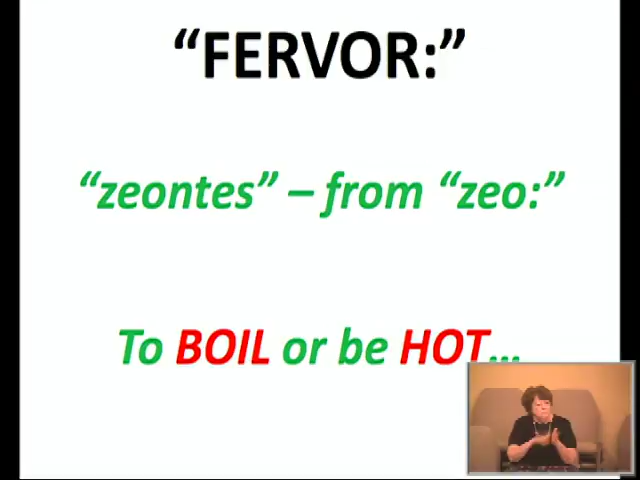 “FERVOR:”
“zeontes” – from “zeo:”
To BOIL or be HOT...